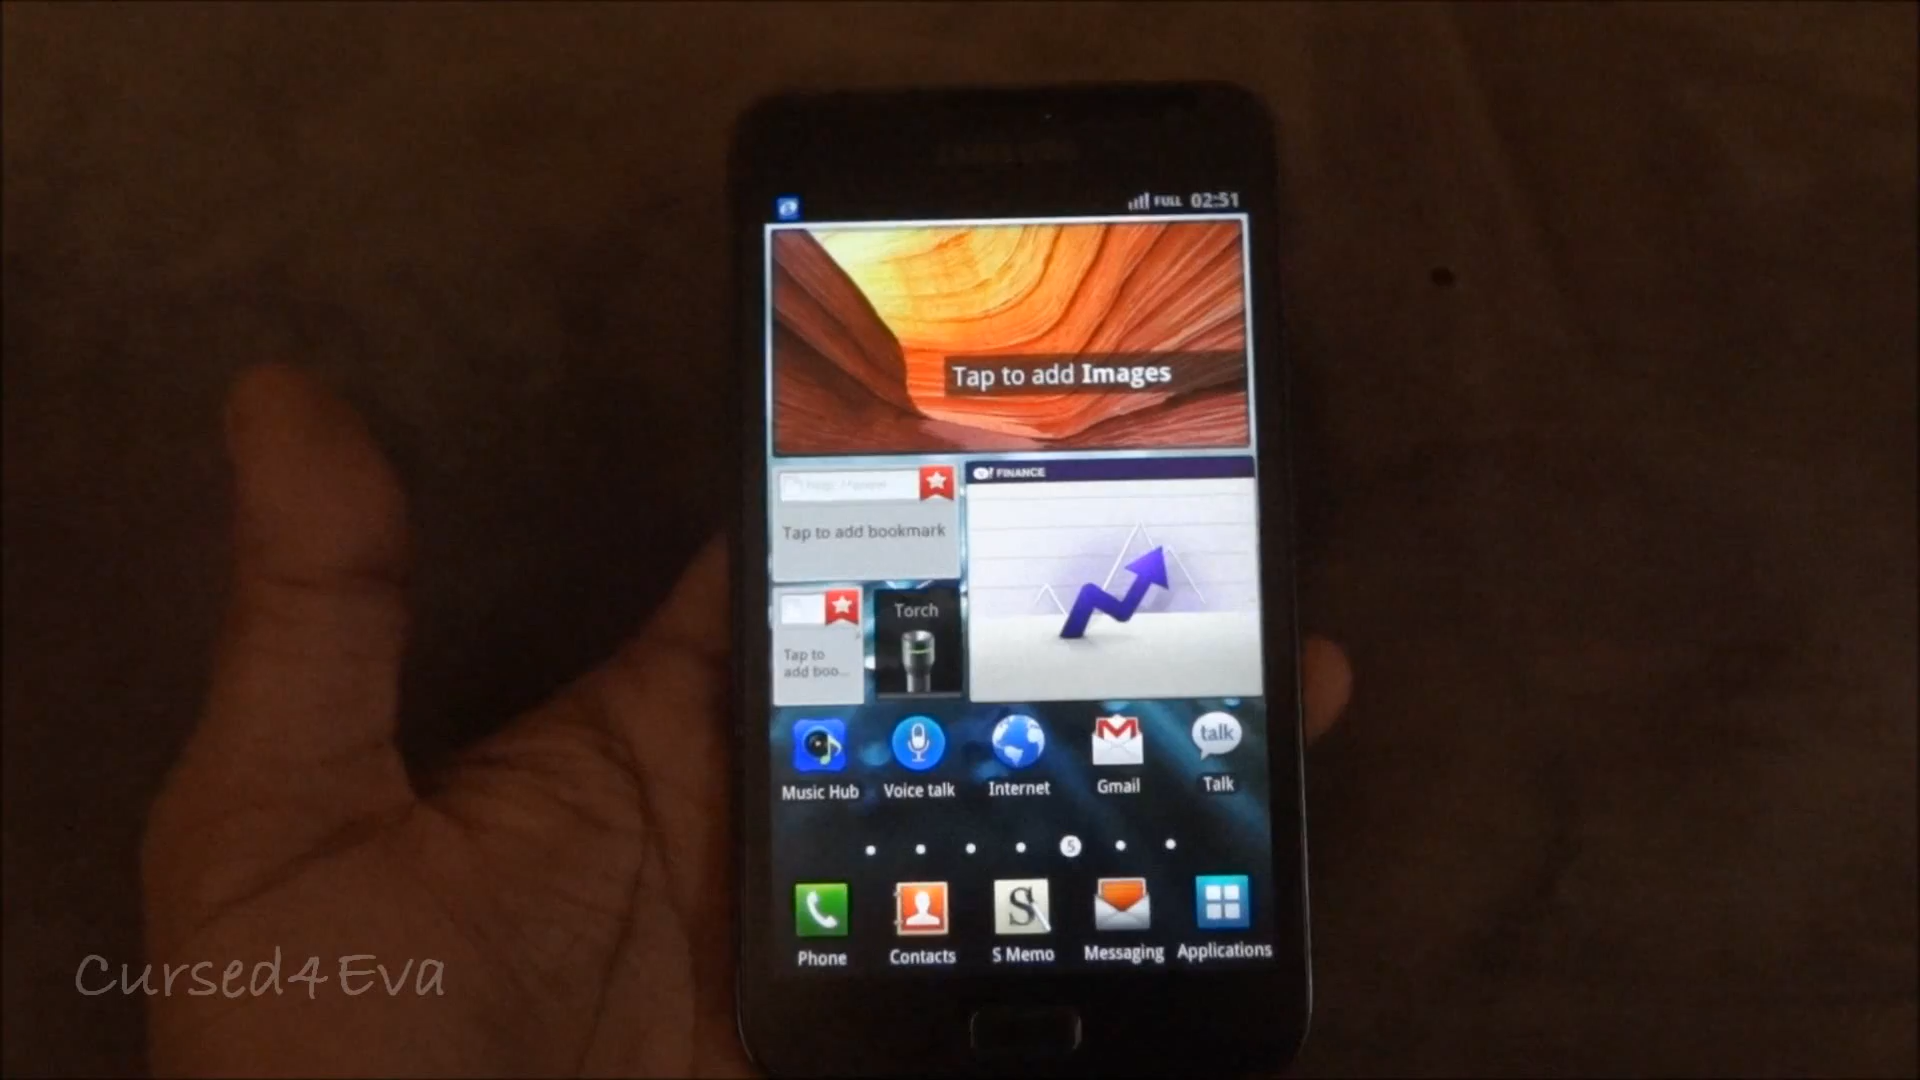 FULL 02:51
Tap to add Images
Y! FINANCE
Tap to add bookmark
Torch
Tap to
add boo...
talk
Music Hub Voice talk Internet Gmail Talk
5
S
Phone Contacts S Memo Messaging Applications
Cursed4Eva